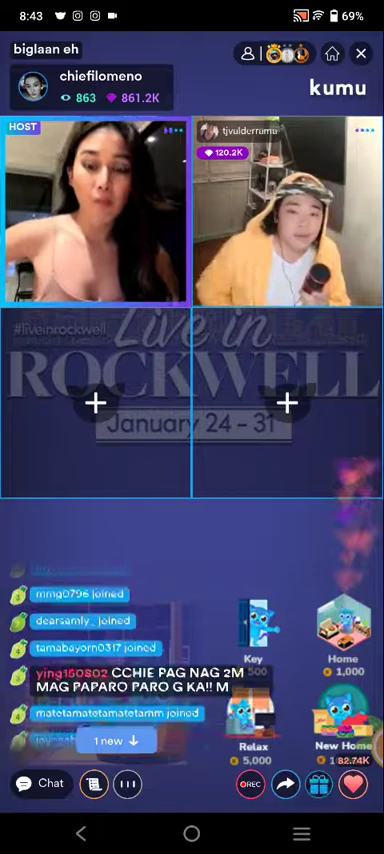 8:43
69%
biglaan eh
chiefilomeno
863
861.2K
kumu
HOST
tjvalderrama
120.2K
#liveinrockwell
Live in
ROCKWELL
January 24 - 31
mmg0796 joined
dearsamly_ joined
tamabayorn0317 joined
ying150802 CCHIE PAG NAG 2M
MAG PAPARO PARO G KA!! M
matetamatetamatetamm joined
1 new
Key
500
Home
1,000
Relax
5,000
New Home
82.74K
Chat
REC